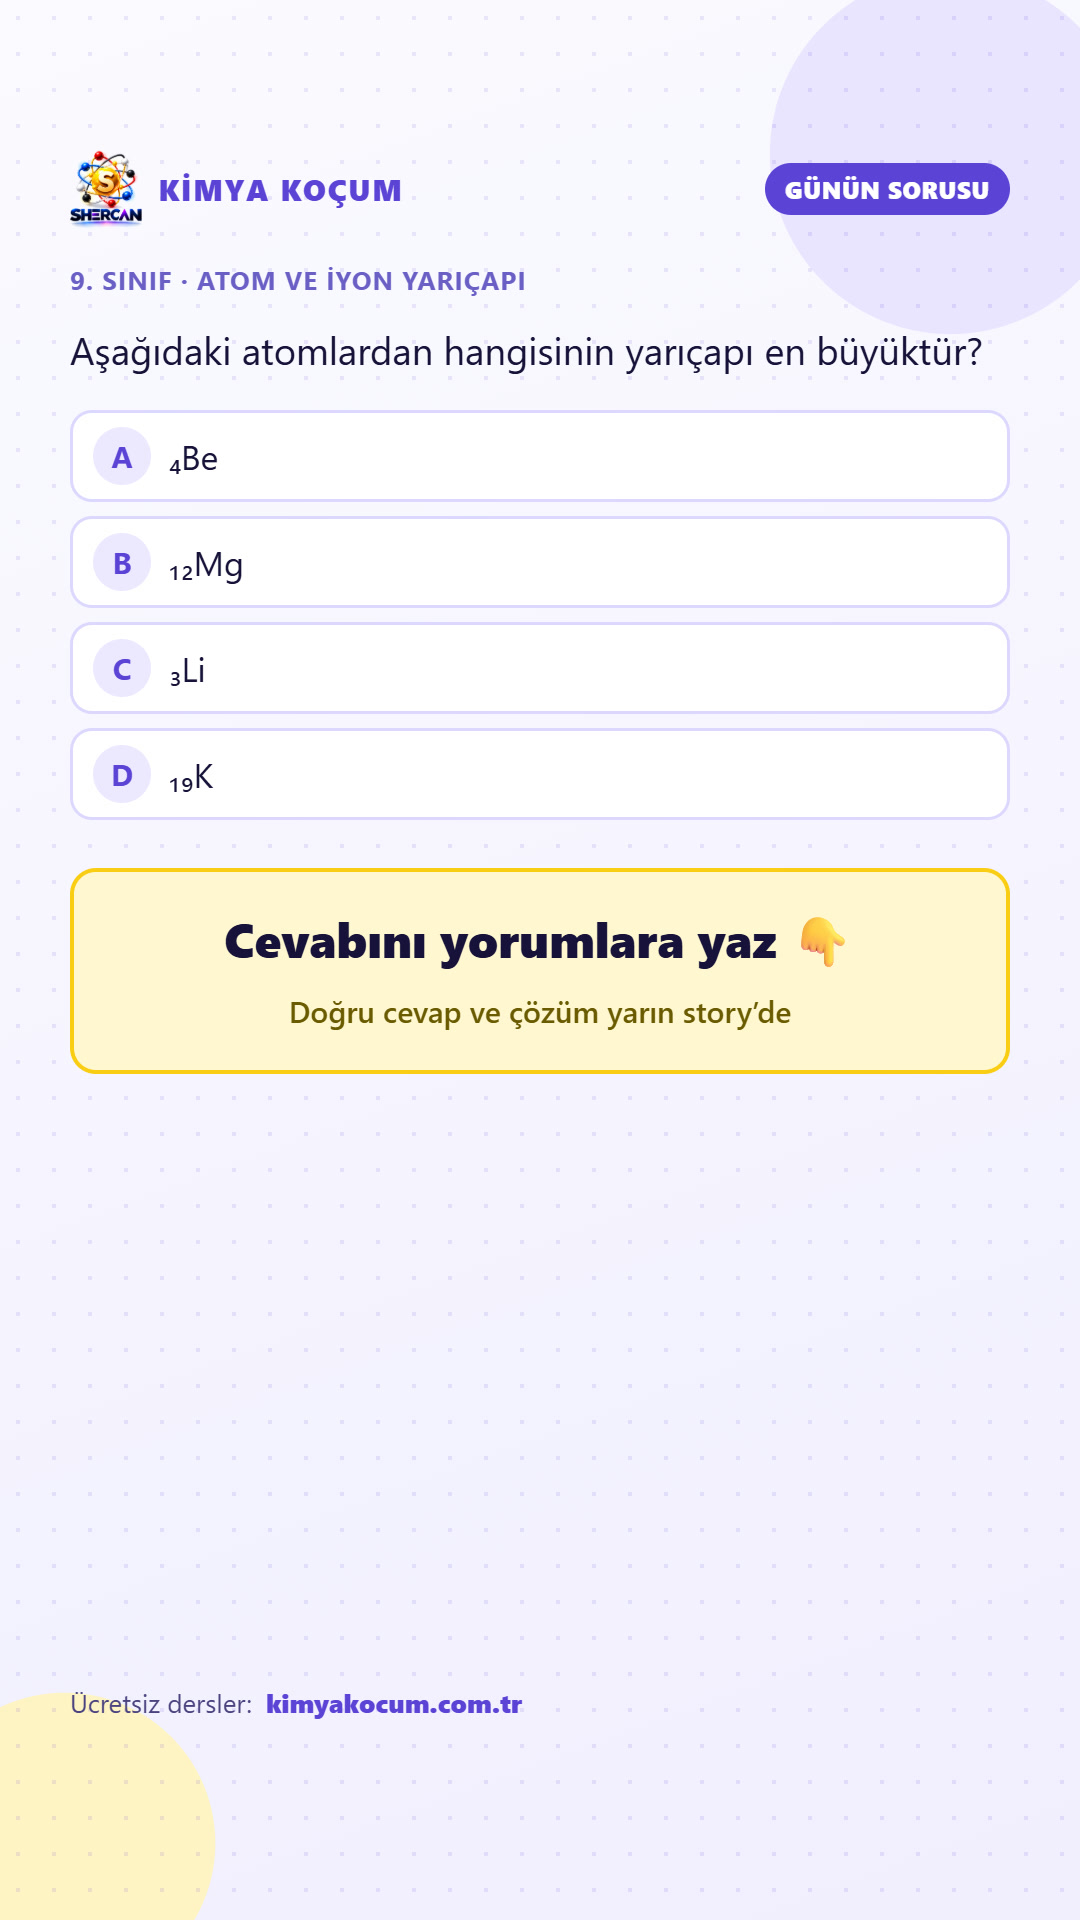 SHERCAN
KİMYA KOÇUM
GÜNÜN SORUSU
9. SINIF · ATOM VE İYON YARIÇAPI
Aşağıdaki atomlardan hangisinin yarıçapı en büyüktür?
A ₄Be
B ₁₂Mg
C ₃Li
D ₁₉K
Cevabını yorumlara yaz 👇
Doğru cevap ve çözüm yarın story’de
Ücretsiz dersler: kimyakocum.com.tr